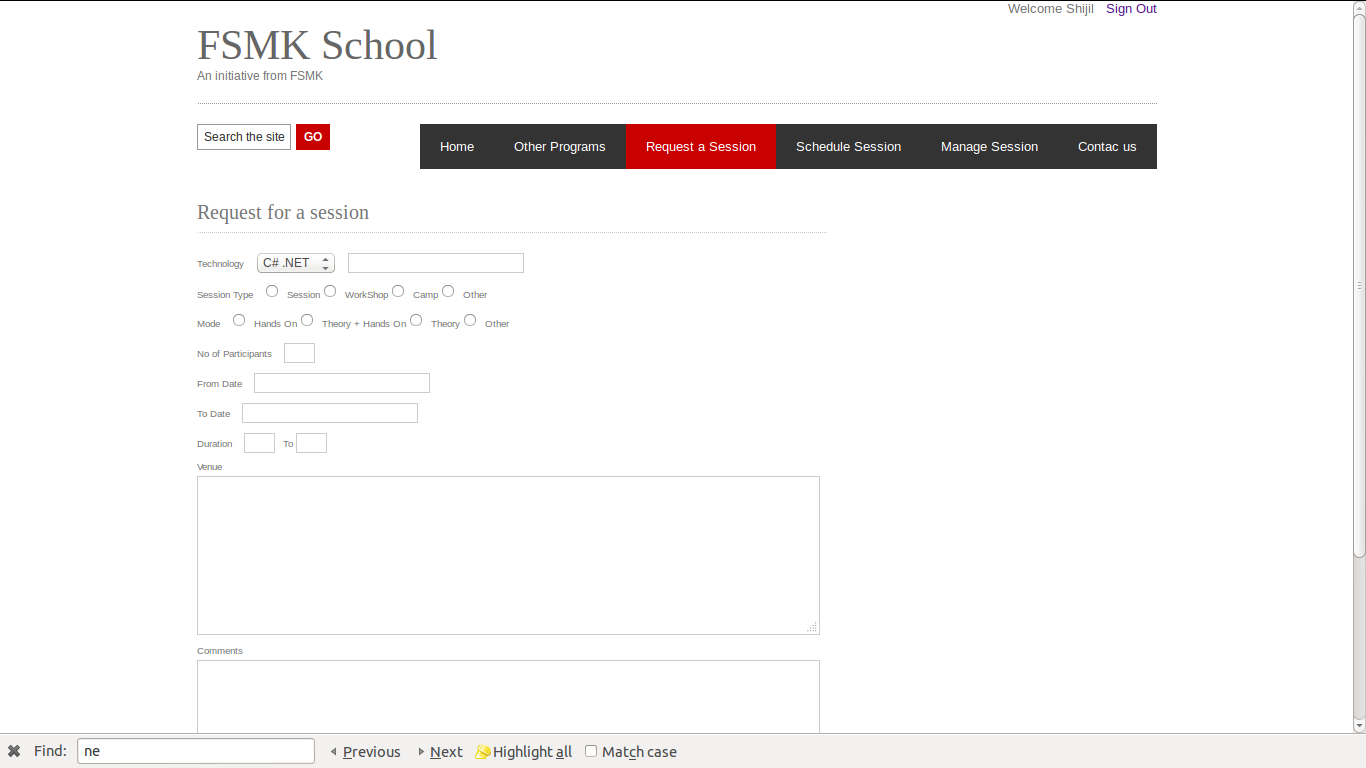 Welcome Shijil Sign Out
FSMK School
An initiative from FSMK
Search the site GO Home Other Programs Request a Session Schedule Session Manage Session Contac us
Request for a session
Technology C# .NET
Session Type Session WorkShop Camp Other
Mode Hands On Theory + Hands On Theory Other
No of Participants
From Date
To Date
Duration To
Venue
Comments
Find: ne Previous Next Highlight all Match case